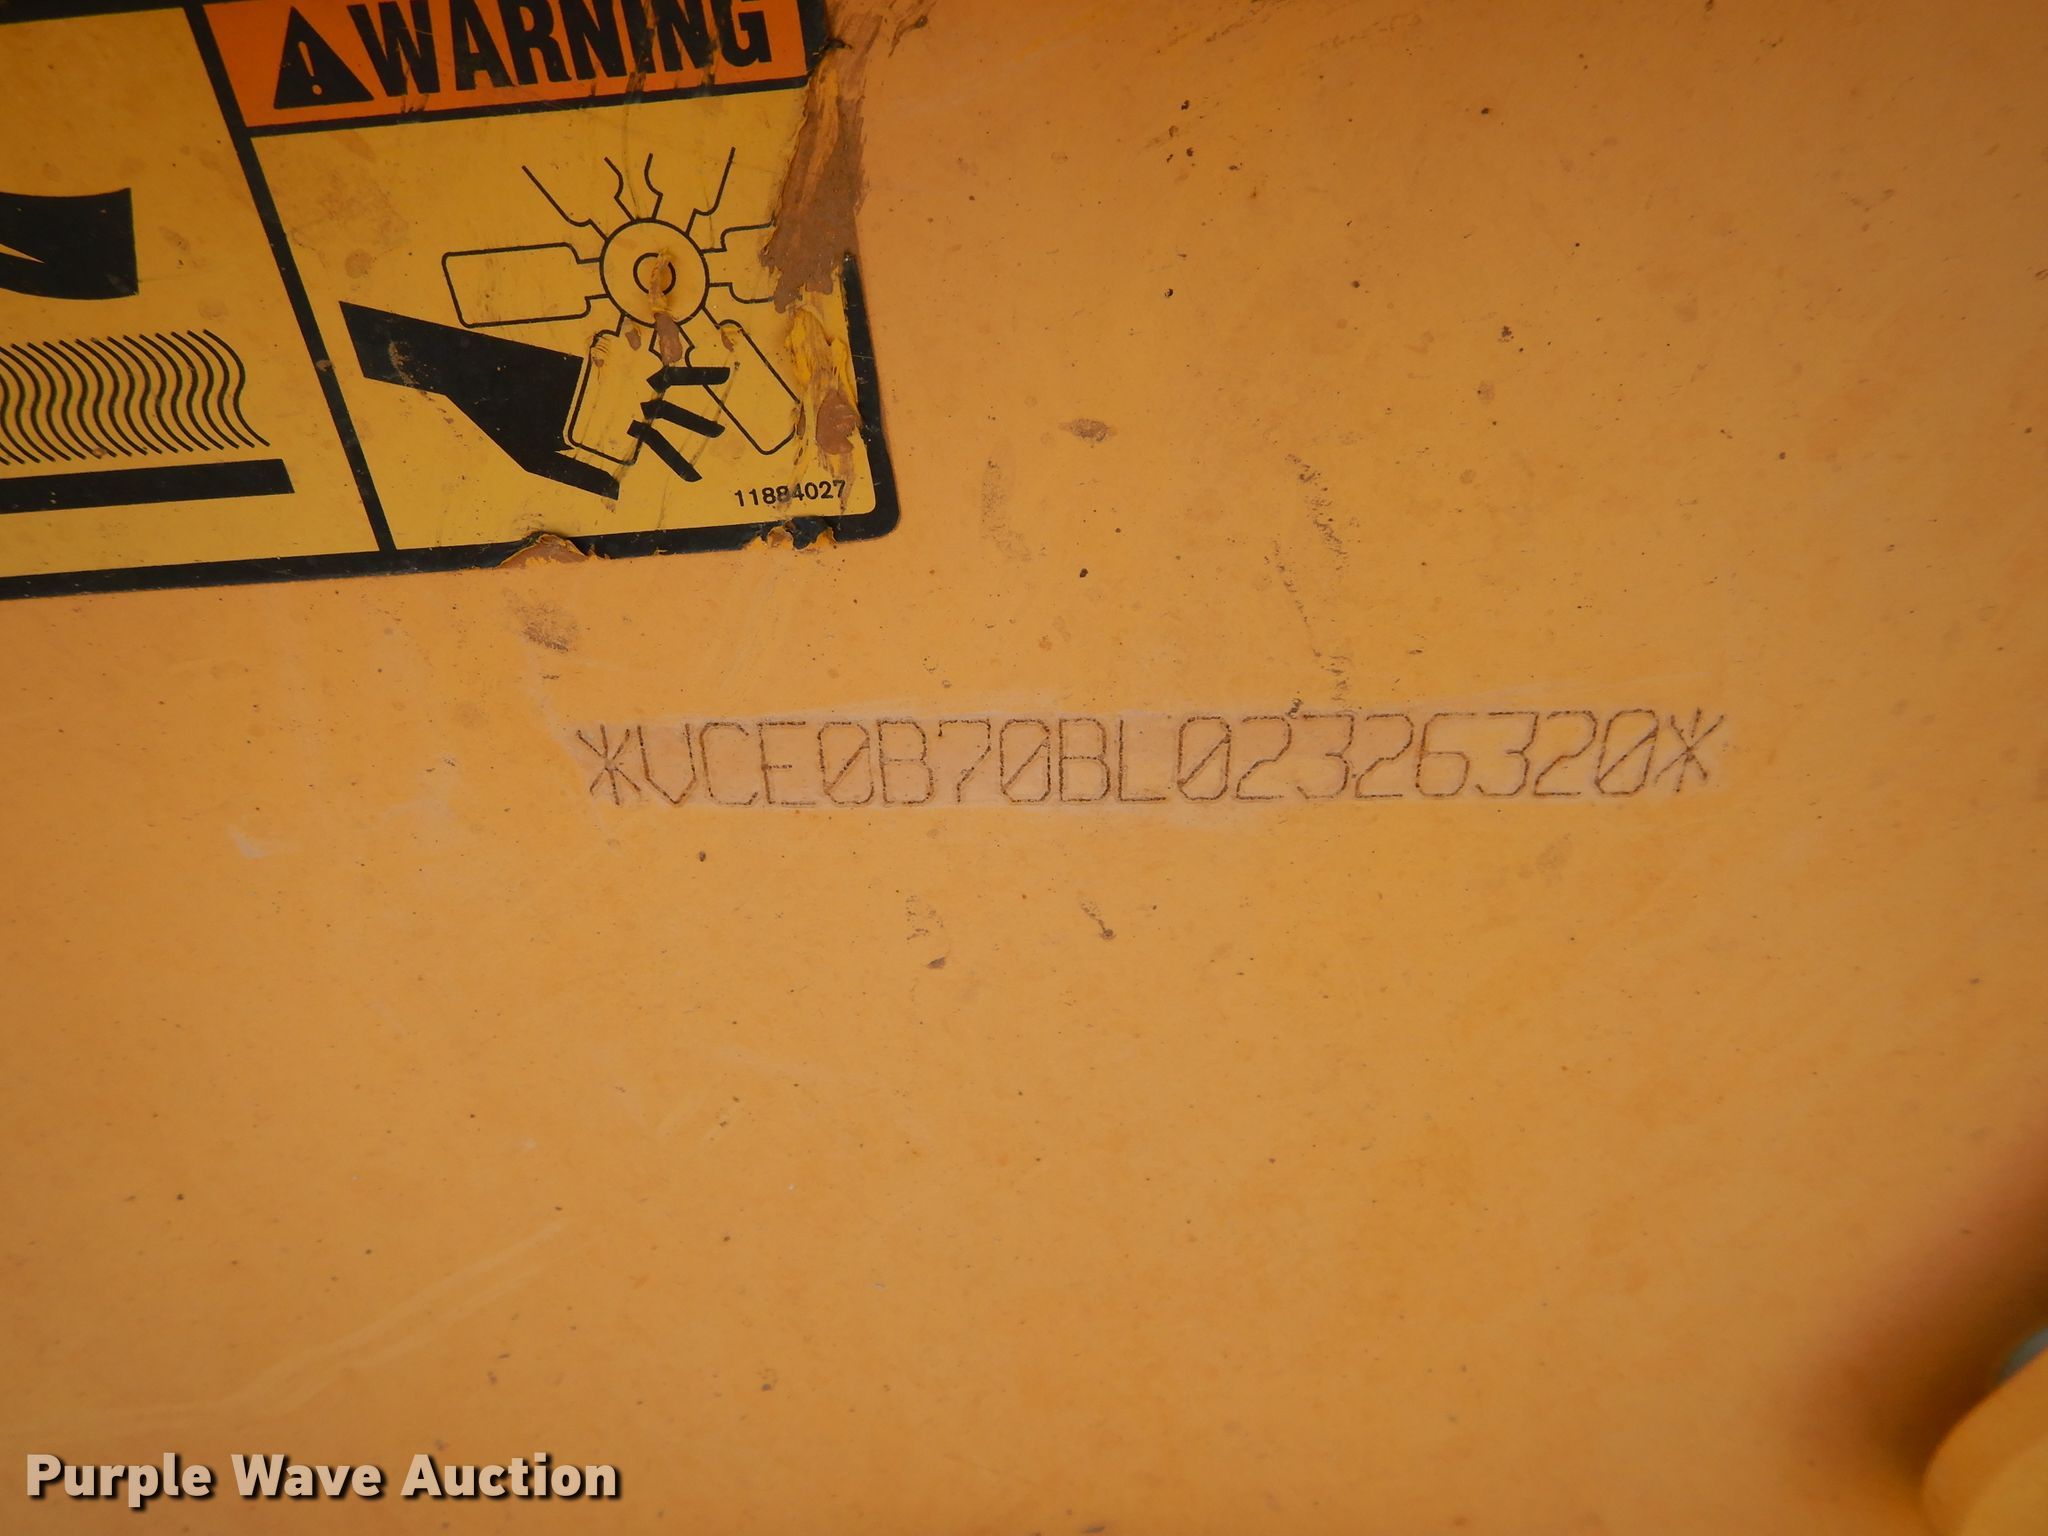 WARNING
11884027
*VCE0B70BL02326320*
Purple Wave Auction